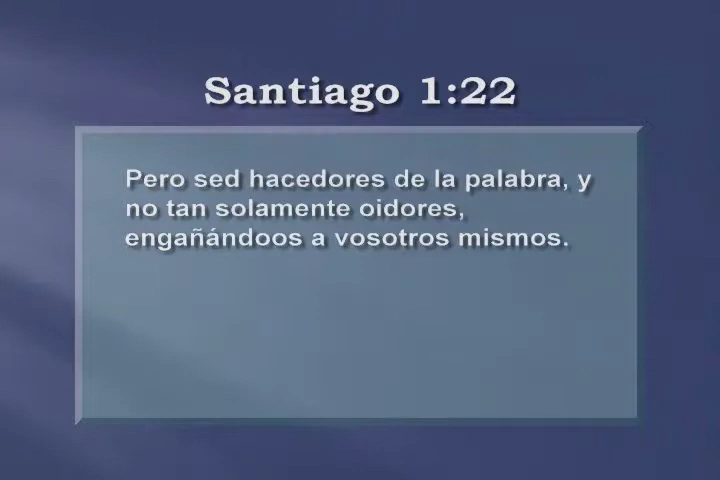 Santiago 1:22
Pero sed hacedores de la palabra, y
no tan solamente oidores,
engañándoos a vosotros mismos.